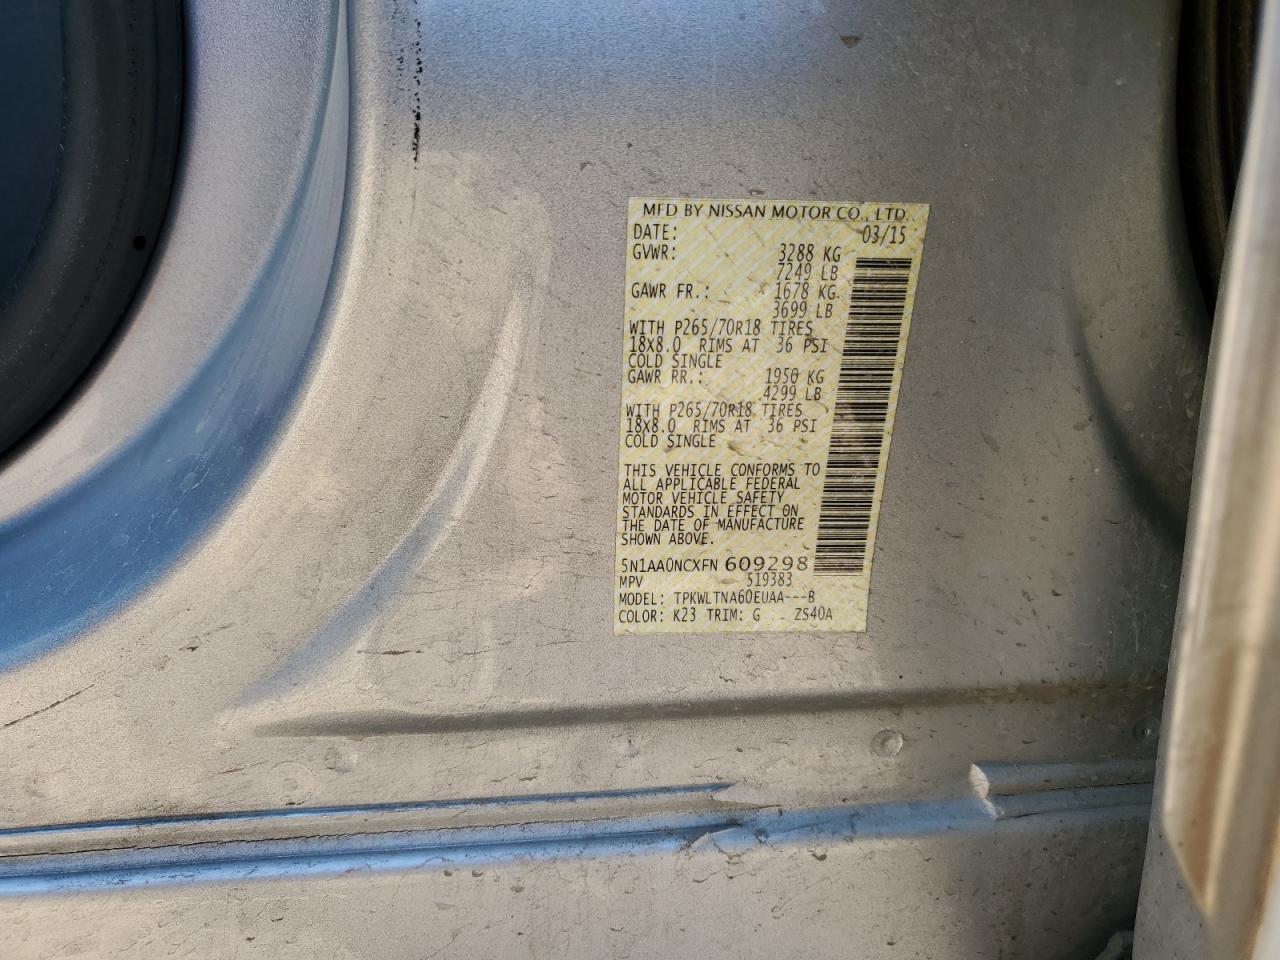 MFD BY NISSAN MOTOR CO., LTD.
DATE: 03/15
GVWR: 3288 KG
7249 LB
GAWR FR.: 1678 KG
3699 LB
WITH P265/70R18 TIRES
18X8.0 RIMS AT 36 PSI
COLD SINGLE
GAWR RR.: 1950 KG
4299 LB
WITH P265/70R18 TIRES
18X8.0 RIMS AT 36 PSI
COLD SINGLE
THIS VEHICLE CONFORMS TO
ALL APPLICABLE FEDERAL
MOTOR VEHICLE SAFETY
STANDARDS IN EFFECT ON
THE DATE OF MANUFACTURE
SHOWN ABOVE.
5N1AA0NCXFN 609298
MPV 519383
MODEL: TPKWLTNA60EUAA---B
COLOR: K23 TRIM: G ZS40A